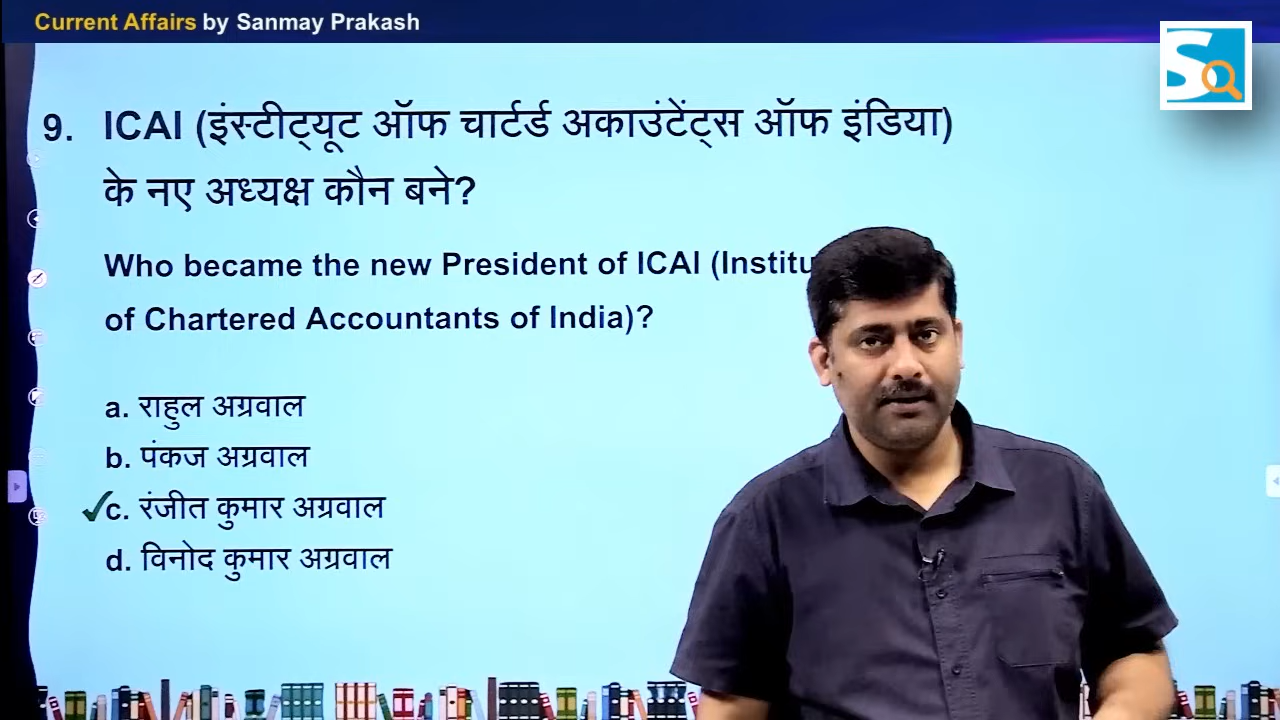 Current Affairs by Sanmay Prakash
9. ICAI (इंस्टीट्यूट ऑफ चार्टर्ड अकाउंटेंट्स ऑफ इंडिया)
के नए अध्यक्ष कौन बने?
Who became the new President of ICAI (Institu
of Chartered Accountants of India)?
a. राहुल अग्रवाल
b. पंकज अग्रवाल
c. रंजीत कुमार अग्रवाल
d. विनोद कुमार अग्रवाल